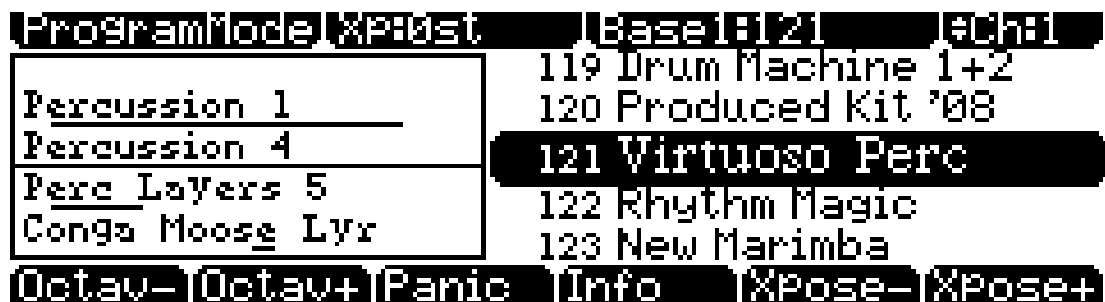 ProgramMode XP:0st Base1:121 Ch:1
Percussion 1
Percussion 4
Perc Layers 5
Conga Moose Lyr
119 Drum Machine 1+2
120 Produced Kit '08
121 Virtuoso Perc
122 Rhythm Magic
123 New Marimba
Octav- Octav+ Panic Info Xpose- Xpose+